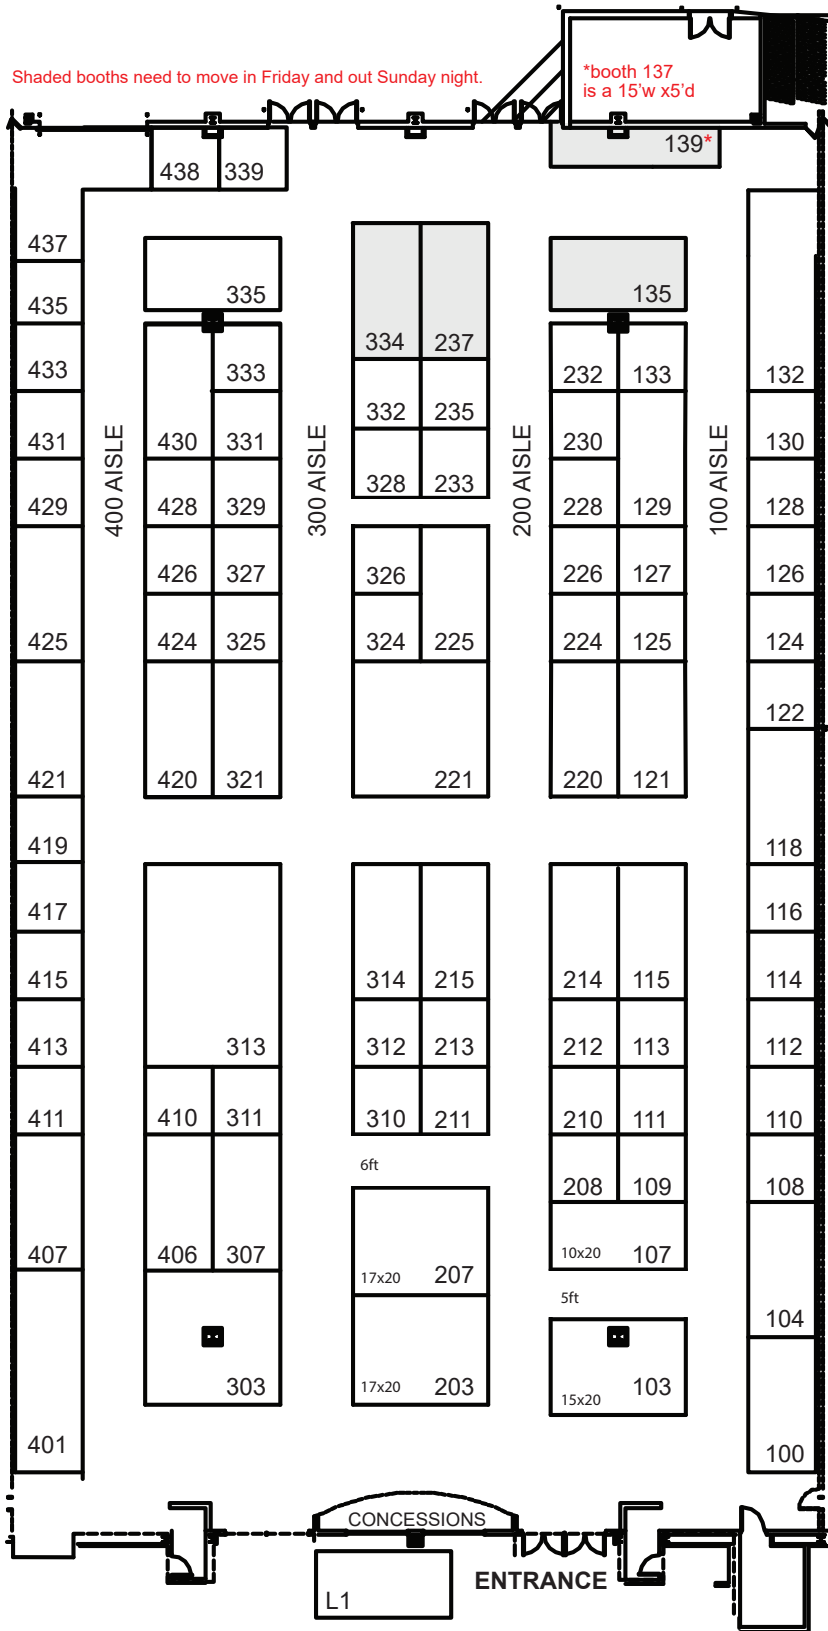 Shaded booths need to move in Friday and out Sunday night.
*booth 137
is a 15'w x5'd
139*
438 339
437
435 335 135
334 237
433 333 232 133 132
332 235
431 430 331 230 130
400 AISLE
300 AISLE
200 AISLE
100 AISLE
328 233
429 428 329 228 129 128
426 327 326 226 127 126
425 424 325 324 225 224 125 124
122
421 420 321 221 220 121
419 118
417 116
415 314 215 214 115 114
413 313 312 213 212 113 112
411 410 311 310 211 210 111 110
6ft
208 109 108
407 406 307 10x20 107
17x20 207
5ft
104
303 17x20 203 15x20 103
401 100
CONCESSIONS
ENTRANCE
L1